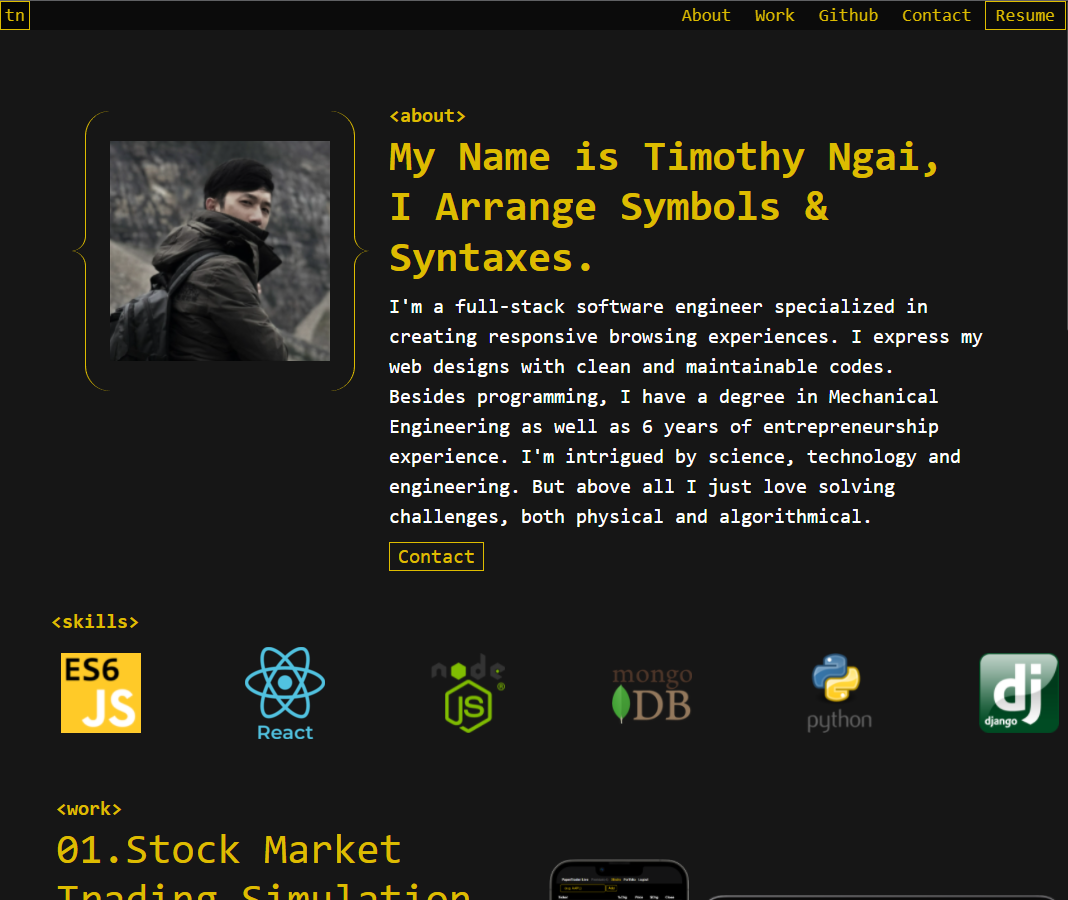 tn
About Work Github Contact Resume
<about>
My Name is Timothy Ngai,
I Arrange Symbols &
Syntaxes.
I'm a full-stack software engineer specialized in
creating responsive browsing experiences. I express my
web designs with clean and maintainable codes.
Besides programming, I have a degree in Mechanical
Engineering as well as 6 years of entrepreneurship
experience. I'm intrigued by science, technology and
engineering. But above all I just love solving
challenges, both physical and algorithmical.
Contact
<skills>
ES6
JS
React
node
JS
®
mongo
DB
python
dj
django
<work>
01.Stock Market
Trading Simulation